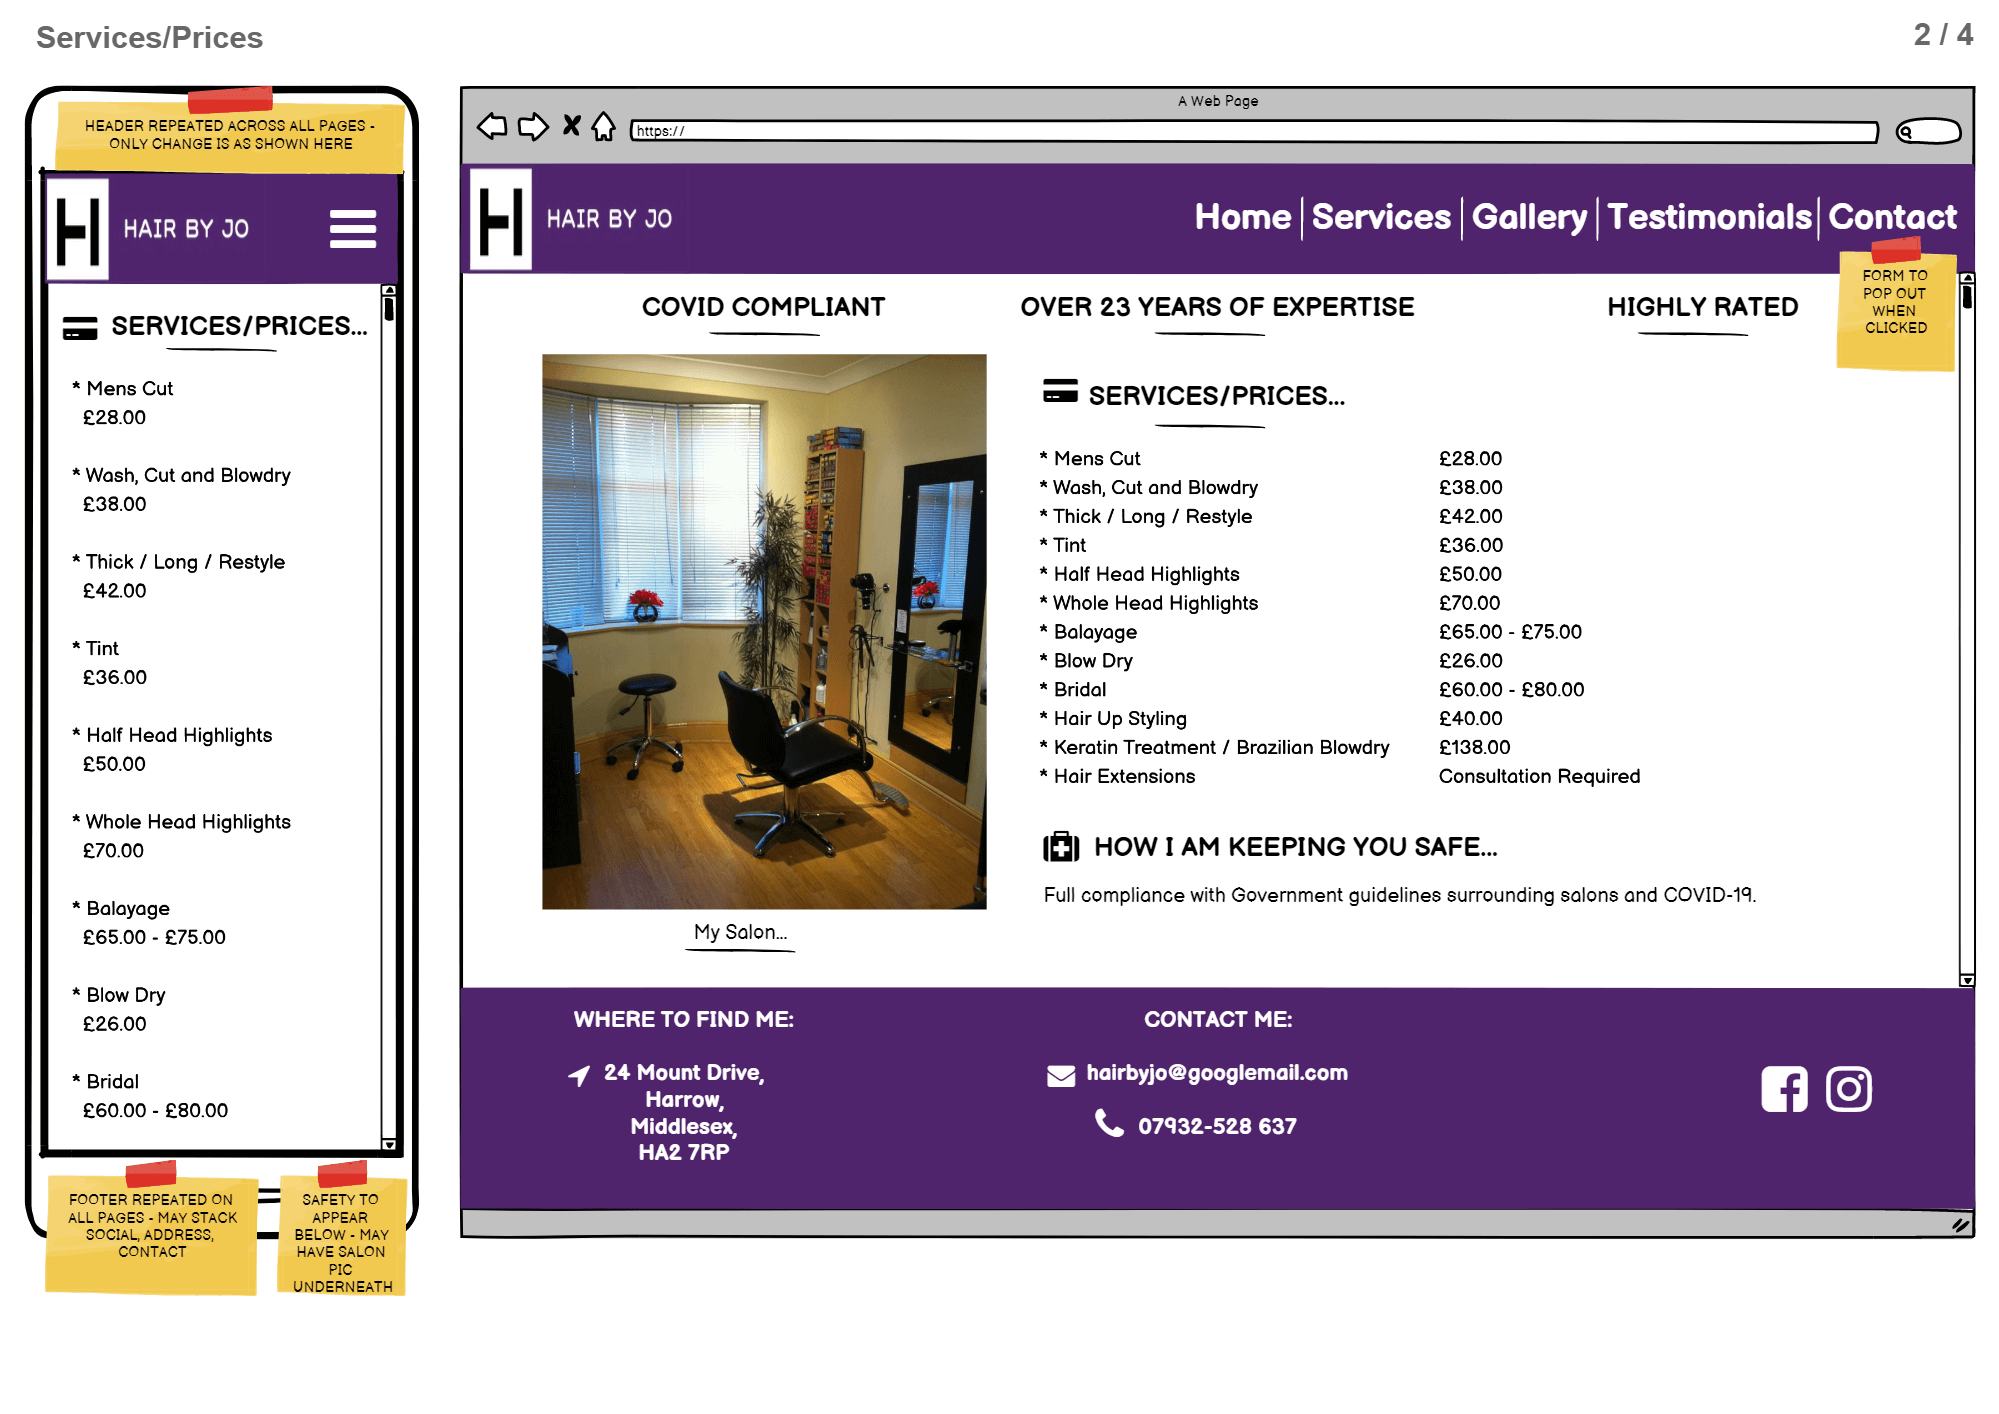 Services/Prices
2 / 4
HEADER REPEATED ACROSS ALL PAGES -
ONLY CHANGE IS AS SHOWN HERE
H
HAIR BY JO
SERVICES/PRICES...
* Mens Cut
£28.00
* Wash, Cut and Blowdry
£38.00
* Thick / Long / Restyle
£42.00
* Tint
£36.00
* Half Head Highlights
£50.00
* Whole Head Highlights
£70.00
* Balayage
£65.00 - £75.00
* Blow Dry
£26.00
* Bridal
£60.00 - £80.00
FOOTER REPEATED ON
ALL PAGES - MAY STACK
SOCIAL, ADDRESS,
CONTACT
SAFETY TO
APPEAR
BELOW - MAY
HAVE SALON
PIC
UNDERNEATH
A Web Page
https://
H
HAIR BY JO
Home Services Gallery Testimonials Contact
FORM TO
POP OUT
WHEN
CLICKED
COVID COMPLIANT
OVER 23 YEARS OF EXPERTISE
HIGHLY RATED
My Salon...
SERVICES/PRICES...
* Mens Cut £28.00
* Wash, Cut and Blowdry £38.00
* Thick / Long / Restyle £42.00
* Tint £36.00
* Half Head Highlights £50.00
* Whole Head Highlights £70.00
* Balayage £65.00 - £75.00
* Blow Dry £26.00
* Bridal £60.00 - £80.00
* Hair Up Styling £40.00
* Keratin Treatment / Brazilian Blowdry £138.00
* Hair Extensions Consultation Required
HOW I AM KEEPING YOU SAFE...
Full compliance with Government guidelines surrounding salons and COVID-19.
WHERE TO FIND ME:
24 Mount Drive,
Harrow,
Middlesex,
HA2 7RP
CONTACT ME:
hairbyjo@googlemail.com
07932-528 637